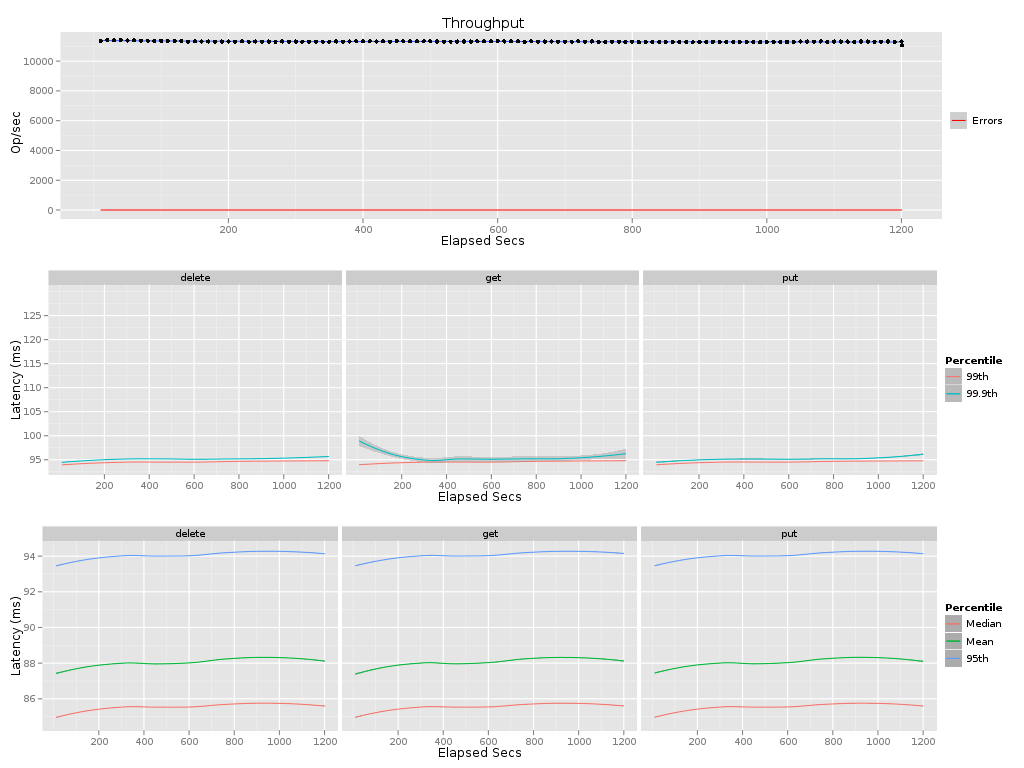 Throughput
10000
8000
6000
4000
2000
0
Op/sec
200 400 600 800 1000 1200
Elapsed Secs
Errors
delete get put
125
120
115
110
105
100
95
Latency (ms)
200 400 600 800 1000 1200 200 400 600 800 1000 1200 200 400 600 800 1000 1200
Elapsed Secs
Percentile
99th
99.9th
delete get put
94
92
90
88
86
Latency (ms)
200 400 600 800 1000 1200 200 400 600 800 1000 1200 200 400 600 800 1000 1200
Elapsed Secs
Percentile
Median
Mean
95th